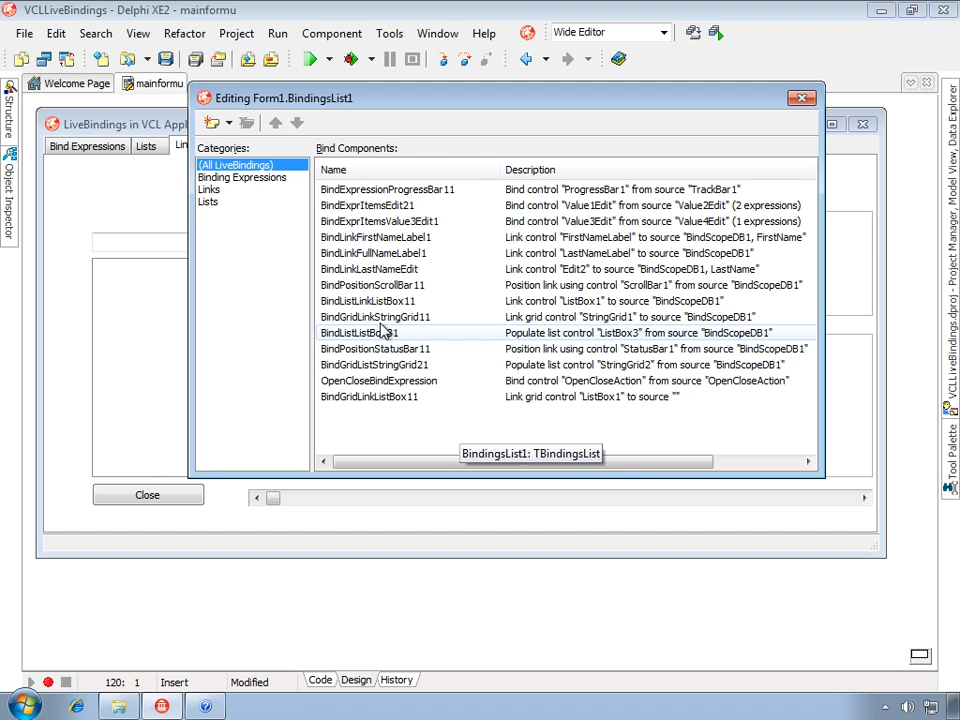 VCLLiveBindings - Delphi XE2 - mainformu
File Edit Search View Refactor Project Run Component Tools Window Help Wide Editor
Welcome Page mainformu
Structure
Object Inspector
VCLLiveBindings.dproj - Project Manager, Model View, Data Explorer
Tool Palette
LiveBindings in VCL Appl
Bind Expressions Lists
Editing Form1.BindingsList1
Categories: Bind Components:
(All LiveBindings)
Binding Expressions
Links
Lists
Name Description
BindExpressionProgressBar11 Bind control "ProgressBar1" from source "TrackBar1"
BindExprItemsEdit21 Bind control "Value1Edit" from source "Value2Edit" (2 expressions)
BindExprItemsValue3Edit1 Bind control "Value3Edit" from source "Value4Edit" (1 expressions)
BindLinkFirstNameLabel1 Link control "FirstNameLabel" to source "BindScopeDB1, FirstName"
BindLinkFullNameLabel1 Link control "LastNameLabel" to source "BindScopeDB1"
BindLinkLastNameEdit Link control "Edit2" to source "BindScopeDB1, LastName"
BindPositionScrollBar11 Position link using control "ScrollBar1" from source "BindScopeDB1"
BindListLinkListBox11 Link control "ListBox1" to source "BindScopeDB1"
BindGridLinkStringGrid11 Link grid control "StringGrid1" to source "BindScopeDB1"
Populate list control "ListBox3" from source "BindScopeDB1"
BindPositionStatusBar11 Position link using control "StatusBar1" from source "BindScopeDB1"
BindGridListStringGrid21 Populate list control "StringGrid2" from source "BindScopeDB1"
OpenCloseBindExpression Bind control "OpenCloseAction" from source "OpenCloseAction"
BindGridLinkListBox11 Link grid control "ListBox1" to source ""
BindingsList1: TBindingsList
Close
120: 1 Insert Modified Code Design History